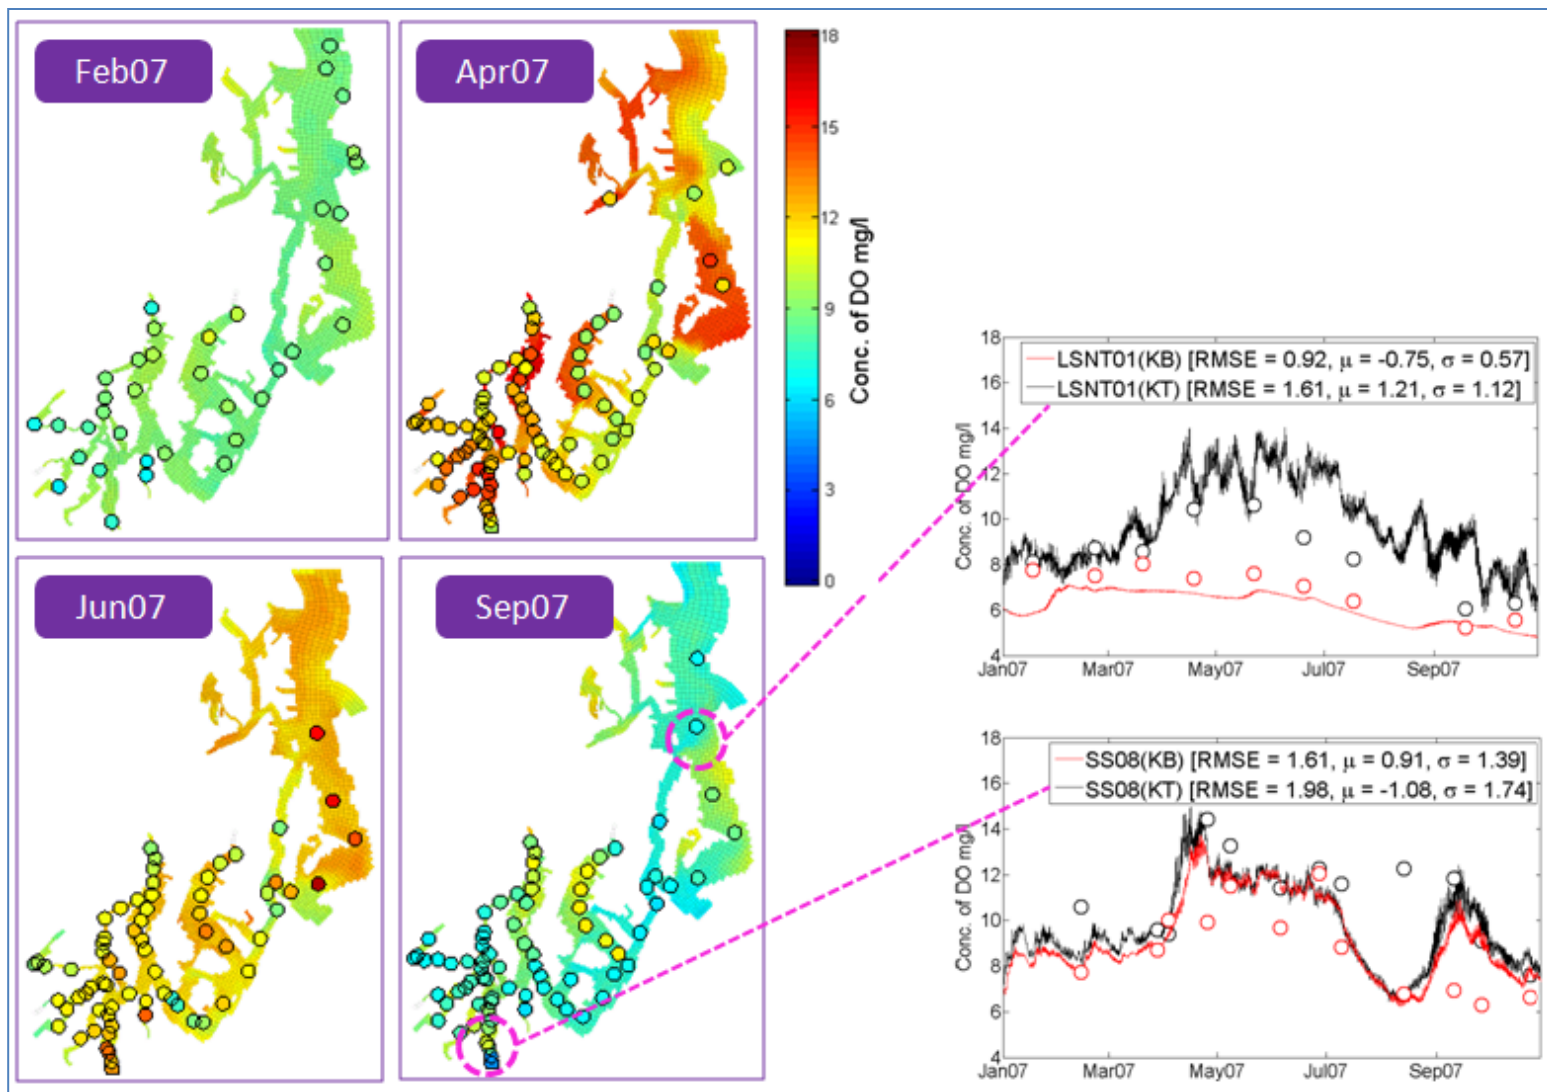 Feb07
Apr07
18
15
12
9
6
3
0
Conc. of DO mg/l
Jun07
Sep07
18
16
14
12
10
8
6
4
Conc. of DO mg/l
LSNT01(KB) [RMSE = 0.92, μ = -0.75, σ = 0.57]
LSNT01(KT) [RMSE = 1.61, μ = 1.21, σ = 1.12]
Jan07 Mar07 May07 Jul07 Sep07
18
16
14
12
10
8
6
4
Conc. of DO mg/l
SS08(KB) [RMSE = 1.61, μ = 0.91, σ = 1.39]
SS08(KT) [RMSE = 1.98, μ = -1.08, σ = 1.74]
Jan07 Mar07 May07 Jul07 Sep07